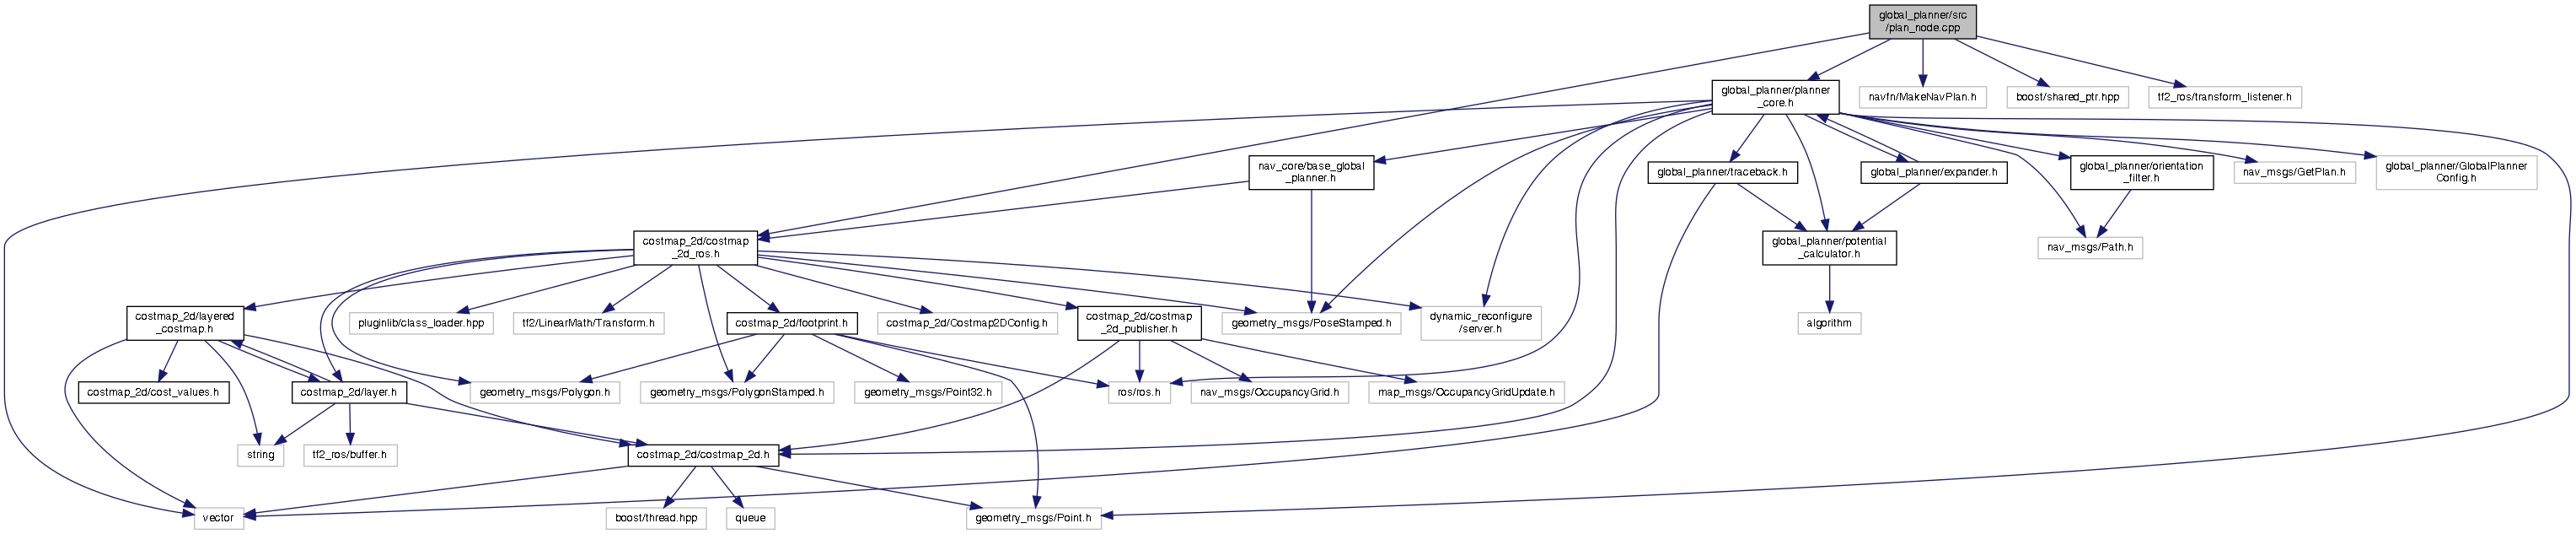 global_planner/src
/plan_node.cpp
global_planner/planner
_core.h
navfn/MakeNavPlan.h
boost/shared_ptr.hpp
tf2_ros/transform_listener.h
nav_core/base_global
_planner.h
global_planner/traceback.h
global_planner/expander.h
global_planner/orientation
_filter.h
nav_msgs/GetPlan.h
global_planner/GlobalPlanner
Config.h
costmap_2d/costmap
_2d_ros.h
global_planner/potential
_calculator.h
nav_msgs/Path.h
costmap_2d/layered
_costmap.h
pluginlib/class_loader.hpp
tf2/LinearMath/Transform.h
costmap_2d/footprint.h
costmap_2d/Costmap2DConfig.h
costmap_2d/costmap
_2d_publisher.h
geometry_msgs/PoseStamped.h
dynamic_reconfigure
/server.h
algorithm
costmap_2d/cost_values.h
costmap_2d/layer.h
geometry_msgs/Polygon.h
geometry_msgs/PolygonStamped.h
geometry_msgs/Point32.h
ros/ros.h
nav_msgs/OccupancyGrid.h
map_msgs/OccupancyGridUpdate.h
string
tf2_ros/buffer.h
costmap_2d/costmap_2d.h
vector
boost/thread.hpp
queue
geometry_msgs/Point.h